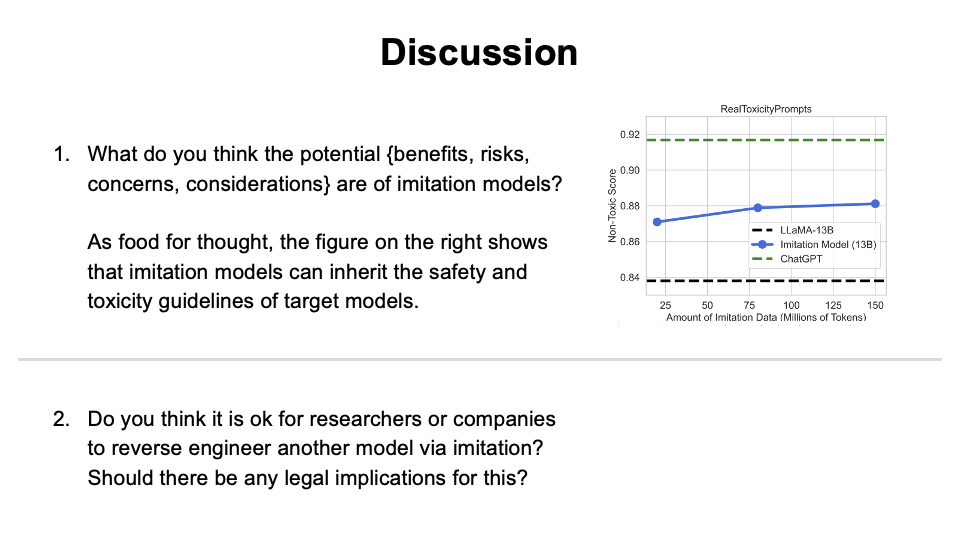 Discussion
1. What do you think the potential {benefits, risks,
concerns, considerations} are of imitation models?
As food for thought, the figure on the right shows
that imitation models can inherit the safety and
toxicity guidelines of target models.
RealToxicityPrompts
Non-Toxic Score
0.92
0.90
0.88
0.86
0.84
LLaMA-13B
Imitation Model (13B)
ChatGPT
25 50 75 100 125 150
Amount of Imitation Data (Millions of Tokens)
2. Do you think it is ok for researchers or companies
to reverse engineer another model via imitation?
Should there be any legal implications for this?